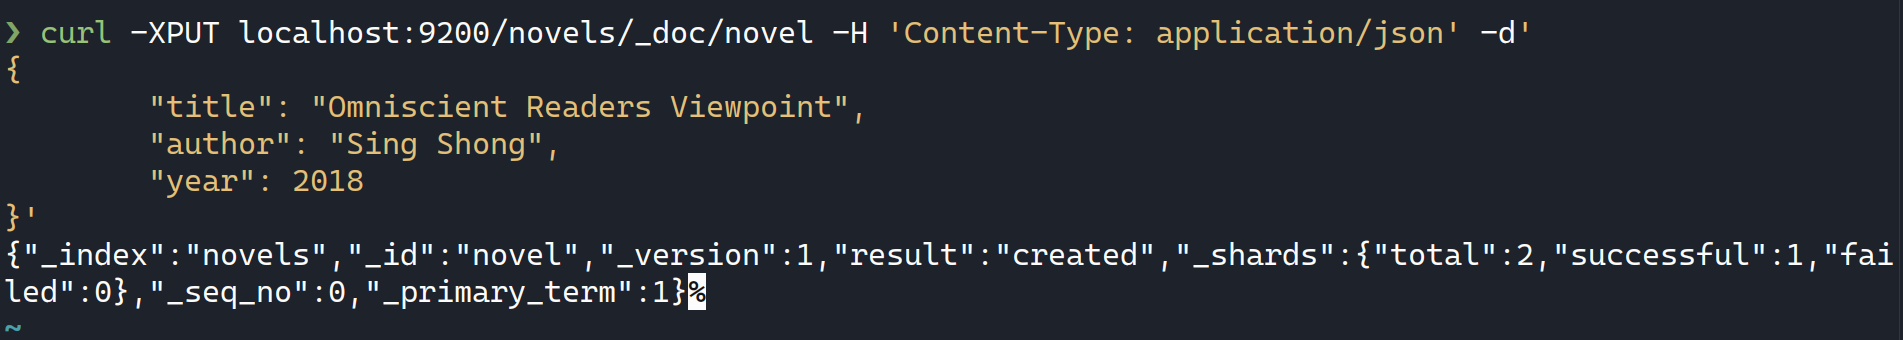 ❯ curl -XPUT localhost:9200/novels/_doc/novel -H 'Content-Type: application/json' -d'
{
        "title": "Omniscient Readers Viewpoint",
        "author": "Sing Shong",
        "year": 2018
}'
{"_index":"novels","_id":"novel","_version":1,"result":"created","_shards":{"total":2,"successful":1,"fai
led":0},"_seq_no":0,"_primary_term":1}%
~